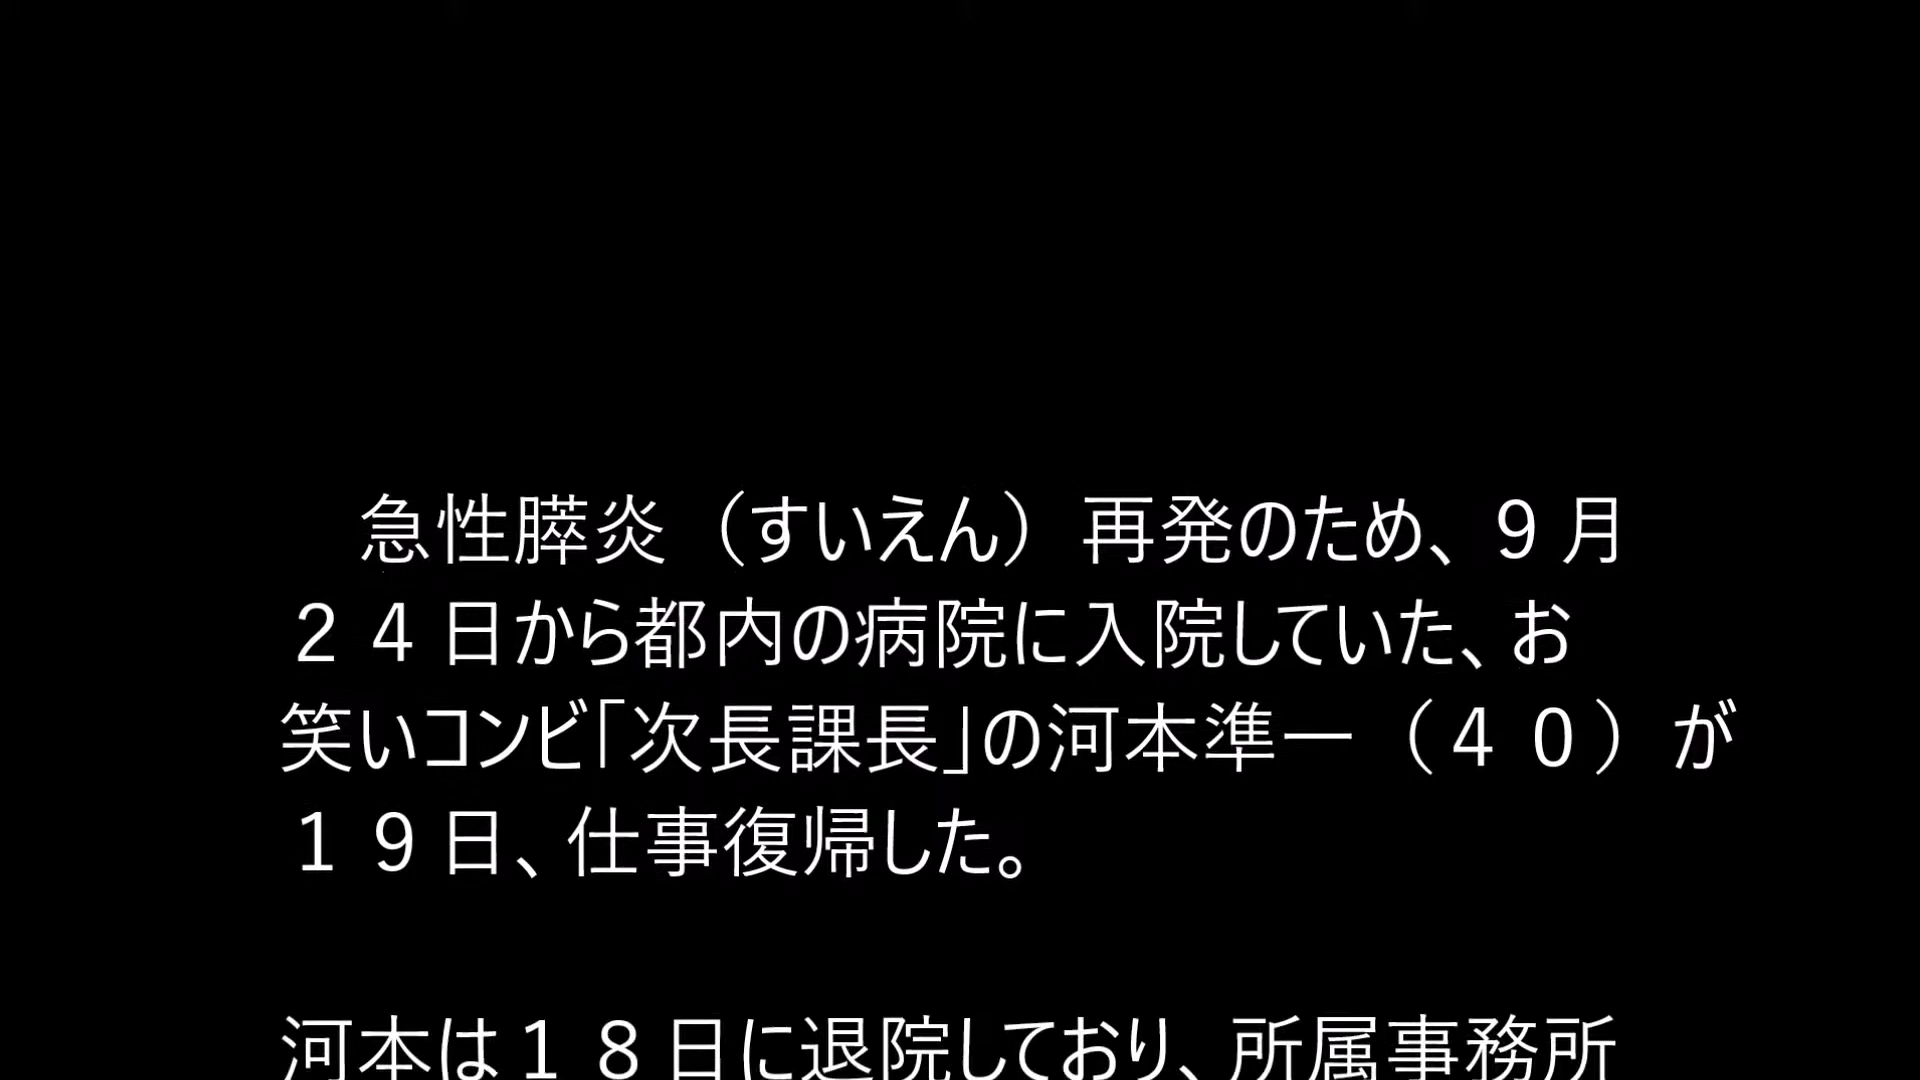 急性膵炎（すいえん）再発のため、９月
２４日から都内の病院に入院していた、お
笑いコンビ「次長課長」の河本準一（４０）が
１９日、仕事復帰した。
河本は１８日に退院しており、所属事務所